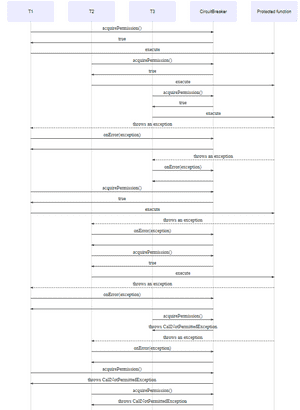 T1 T2 T3 CircuitBreaker Protected function
acquirePermission()
true
execute
acquirePermission()
true
execute
acquirePermission()
true
execute
throws an exception
onError(exception)
throws an exception
onError(exception)
acquirePermission()
true
execute
throws an exception
onError(exception)
acquirePermission()
true
execute
throws an exception
onError(exception)
acquirePermission()
throws CallNotPermittedException
throws an exception
onError(exception)
acquirePermission()
throws CallNotPermittedException
acquirePermission()
throws CallNotPermittedException